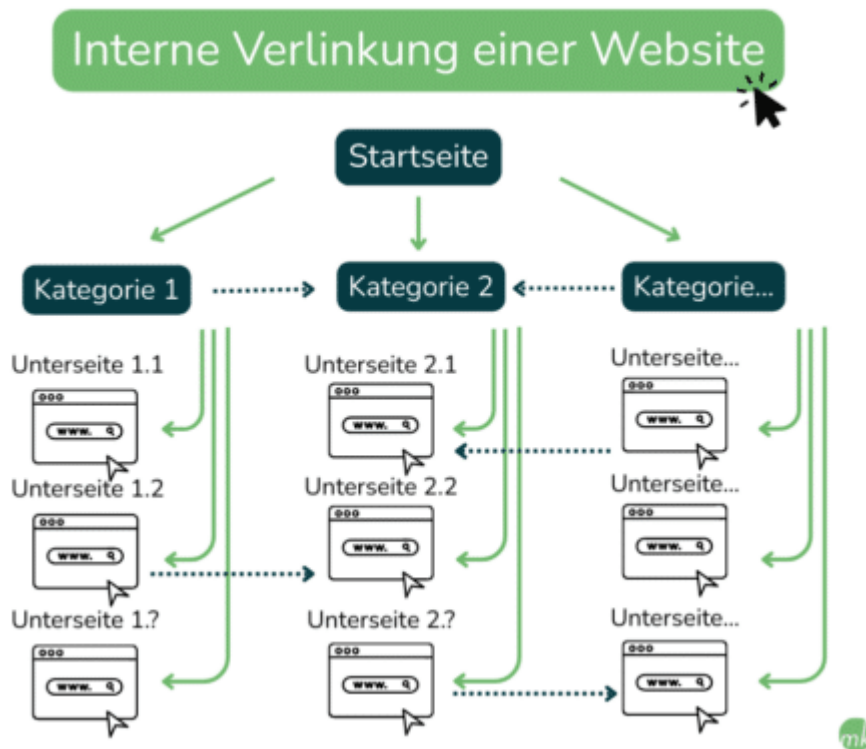 Interne Verlinkung einer Website
Startseite
Kategorie 1
Kategorie 2
Kategorie...
Unterseite 1.1
Unterseite 2.1
Unterseite...
www.
www.
www.
Unterseite 1.2
Unterseite 2.2
Unterseite...
www.
www.
www.
Unterseite 1.?
Unterseite 2.?
Unterseite...
www.
www.
www.